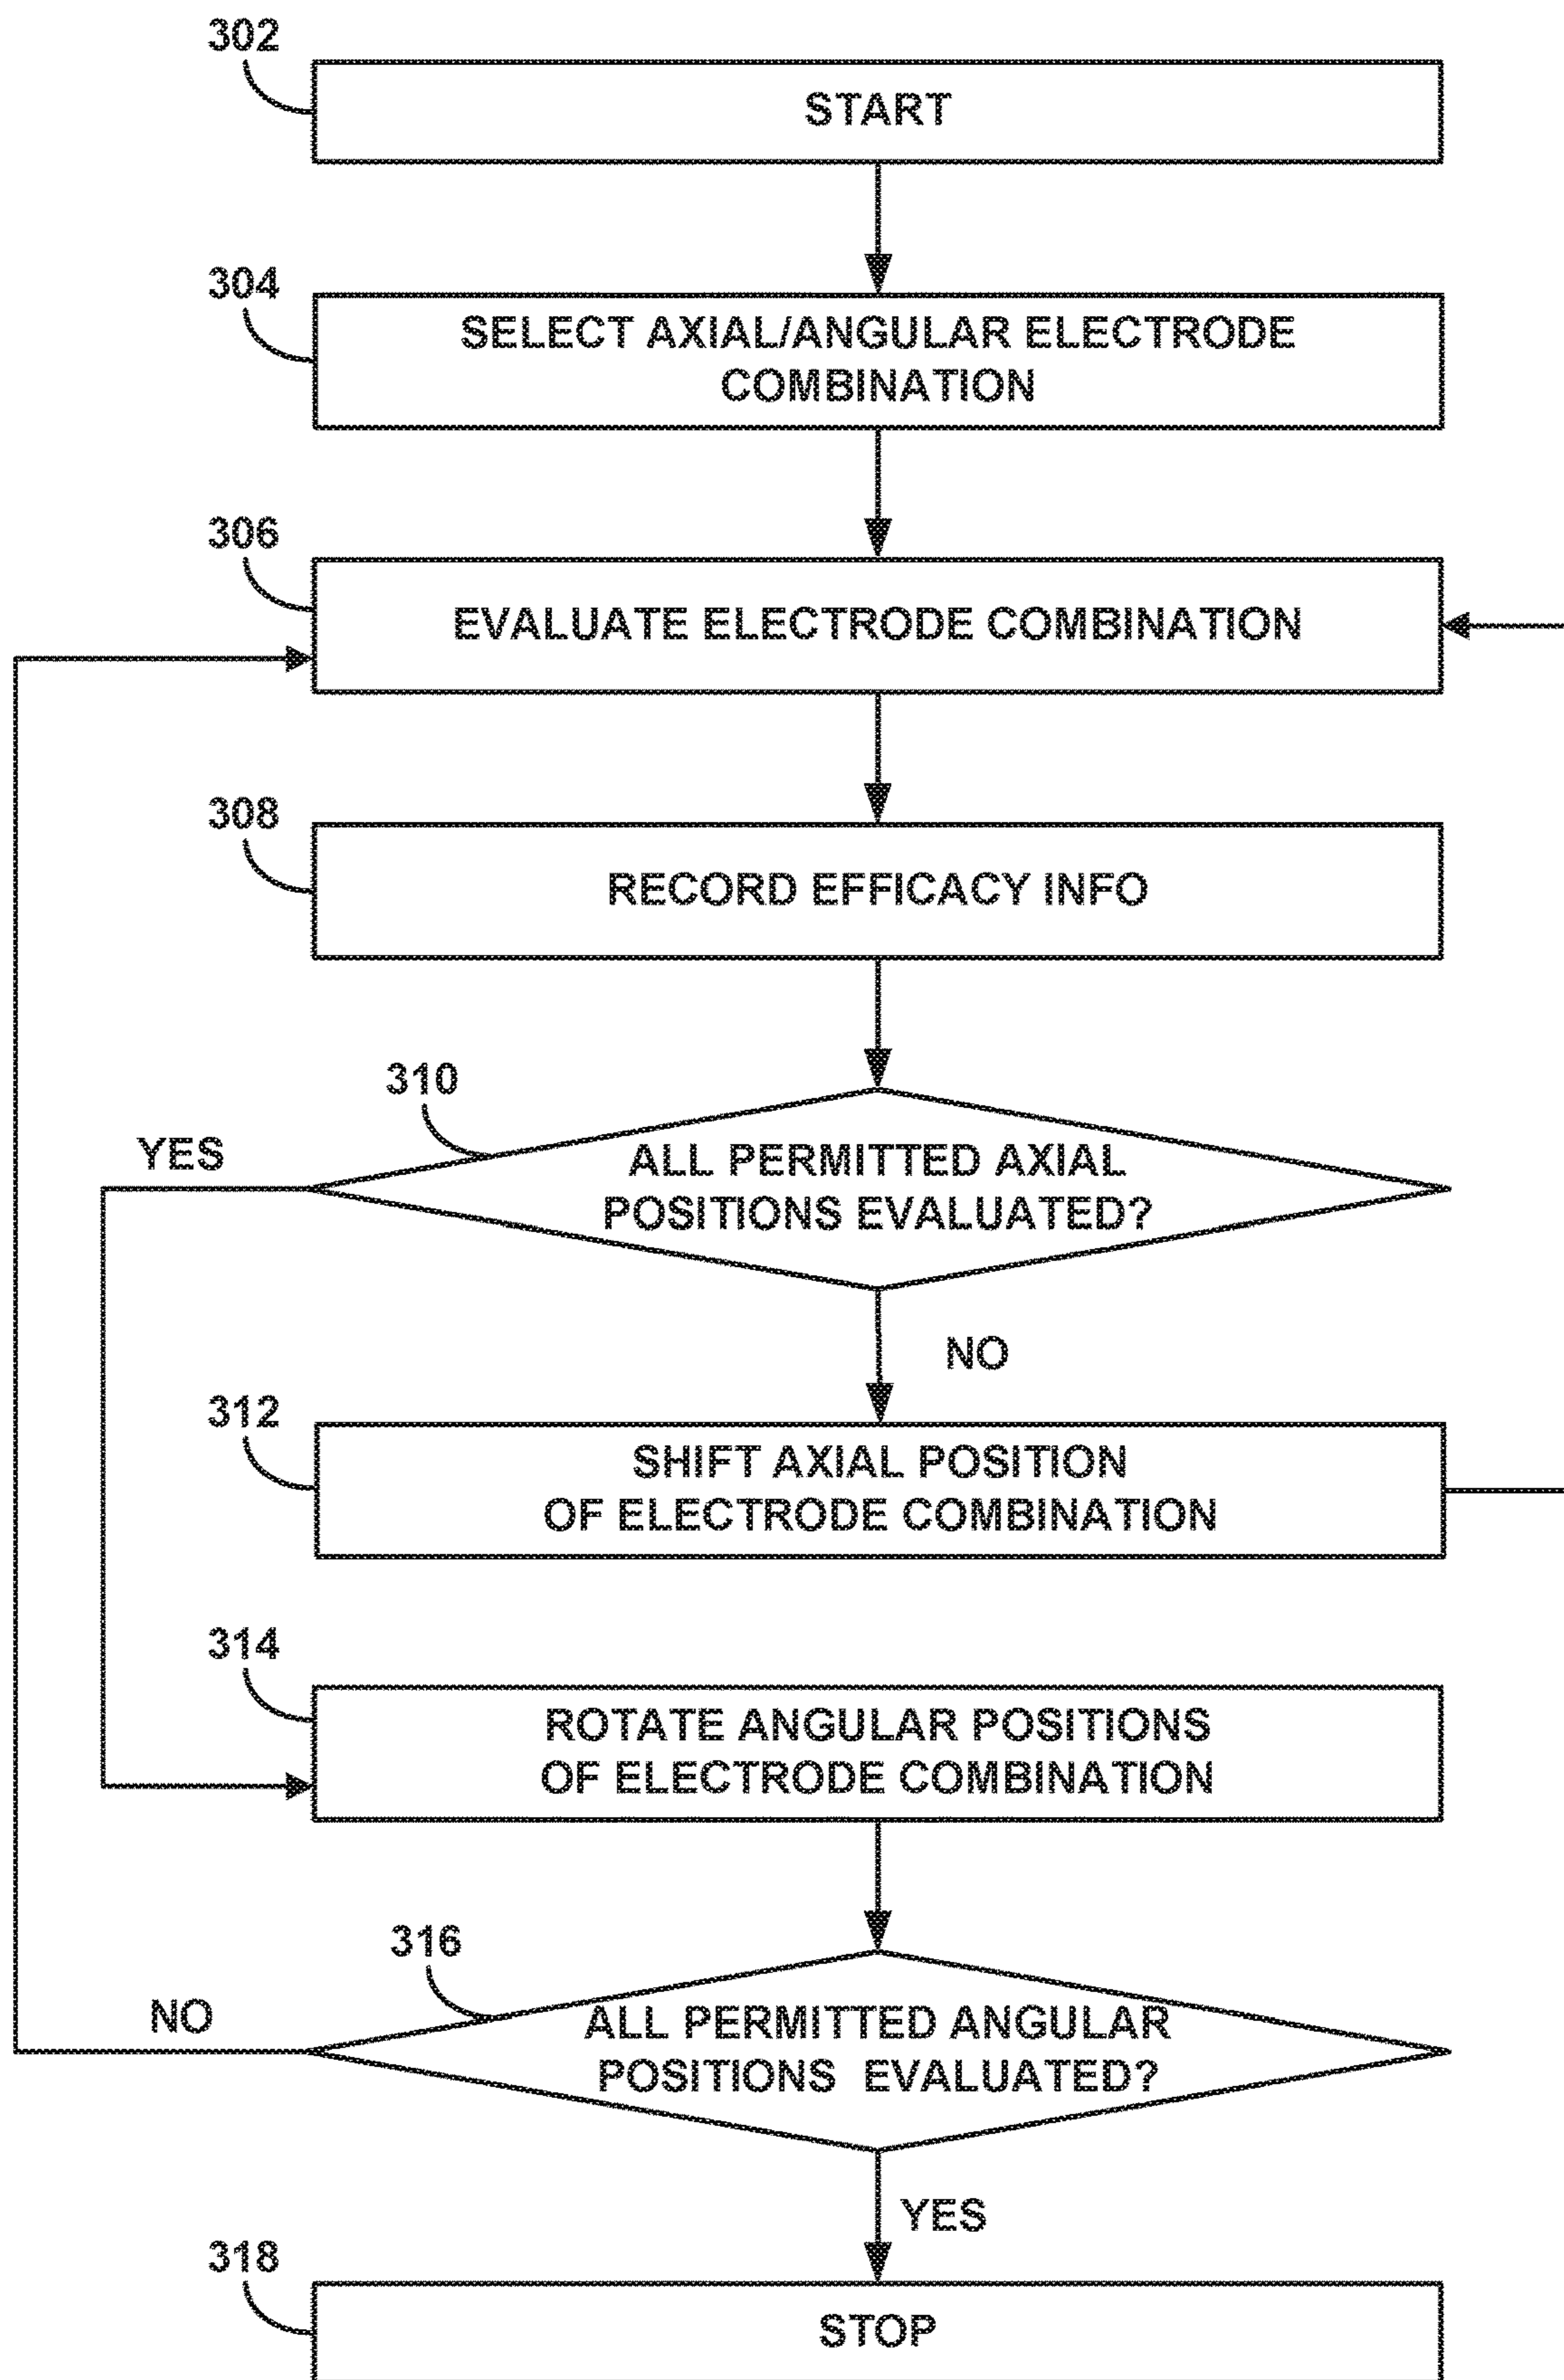 302
START
304
SELECT AXIAL/ANGULAR ELECTRODE
COMBINATION
306
EVALUATE ELECTRODE COMBINATION
308
RECORD EFFICACY INFO
310
YES
ALL PERMITTED AXIAL
POSITIONS EVALUATED?
NO
312
SHIFT AXIAL POSITION
OF ELECTRODE COMBINATION
314
ROTATE ANGULAR POSITIONS
OF ELECTRODE COMBINATION
316
NO
ALL PERMITTED ANGULAR
POSITIONS EVALUATED?
YES
318
STOP